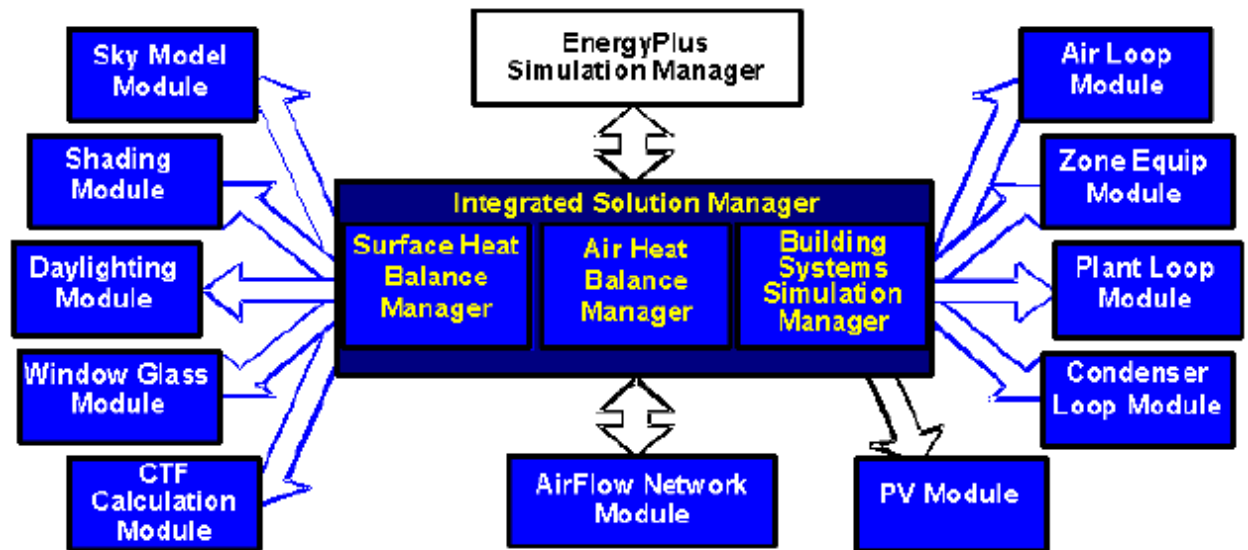 EnergyPlus
Simulation Manager
Sky Model
Module
Shading
Module
Daylighting
Module
Window Glass
Module
CTF
Calculation
Module
Integrated Solution Manager
Surface Heat
Balance
Manager
Air Heat
Balance
Manager
Building
Systems
Simulation
Manager
AirFlow Network
Module
PV Module
Air Loop
Module
Zone Equip
Module
Plant Loop
Module
Condenser
Loop Module